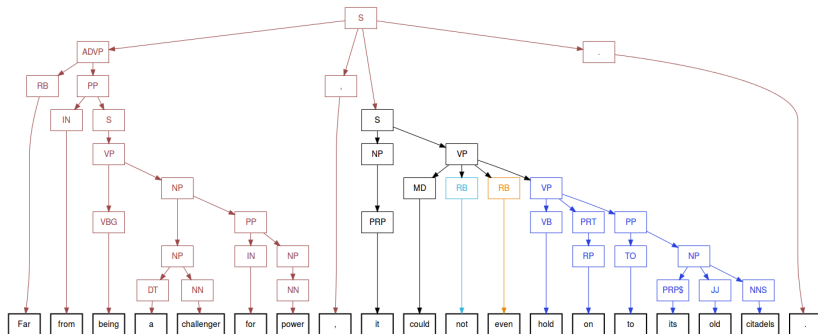 S
ADVP .
RB PP ,
IN S S
VP NP VP
NP MD RB RB VP
VBG PP PRP VB PRT PP
NP IN NP RP TO NP
DT NN NN PRP$ JJ NNS
Far from being a challenger for power , it could not even hold on to its old citadels .